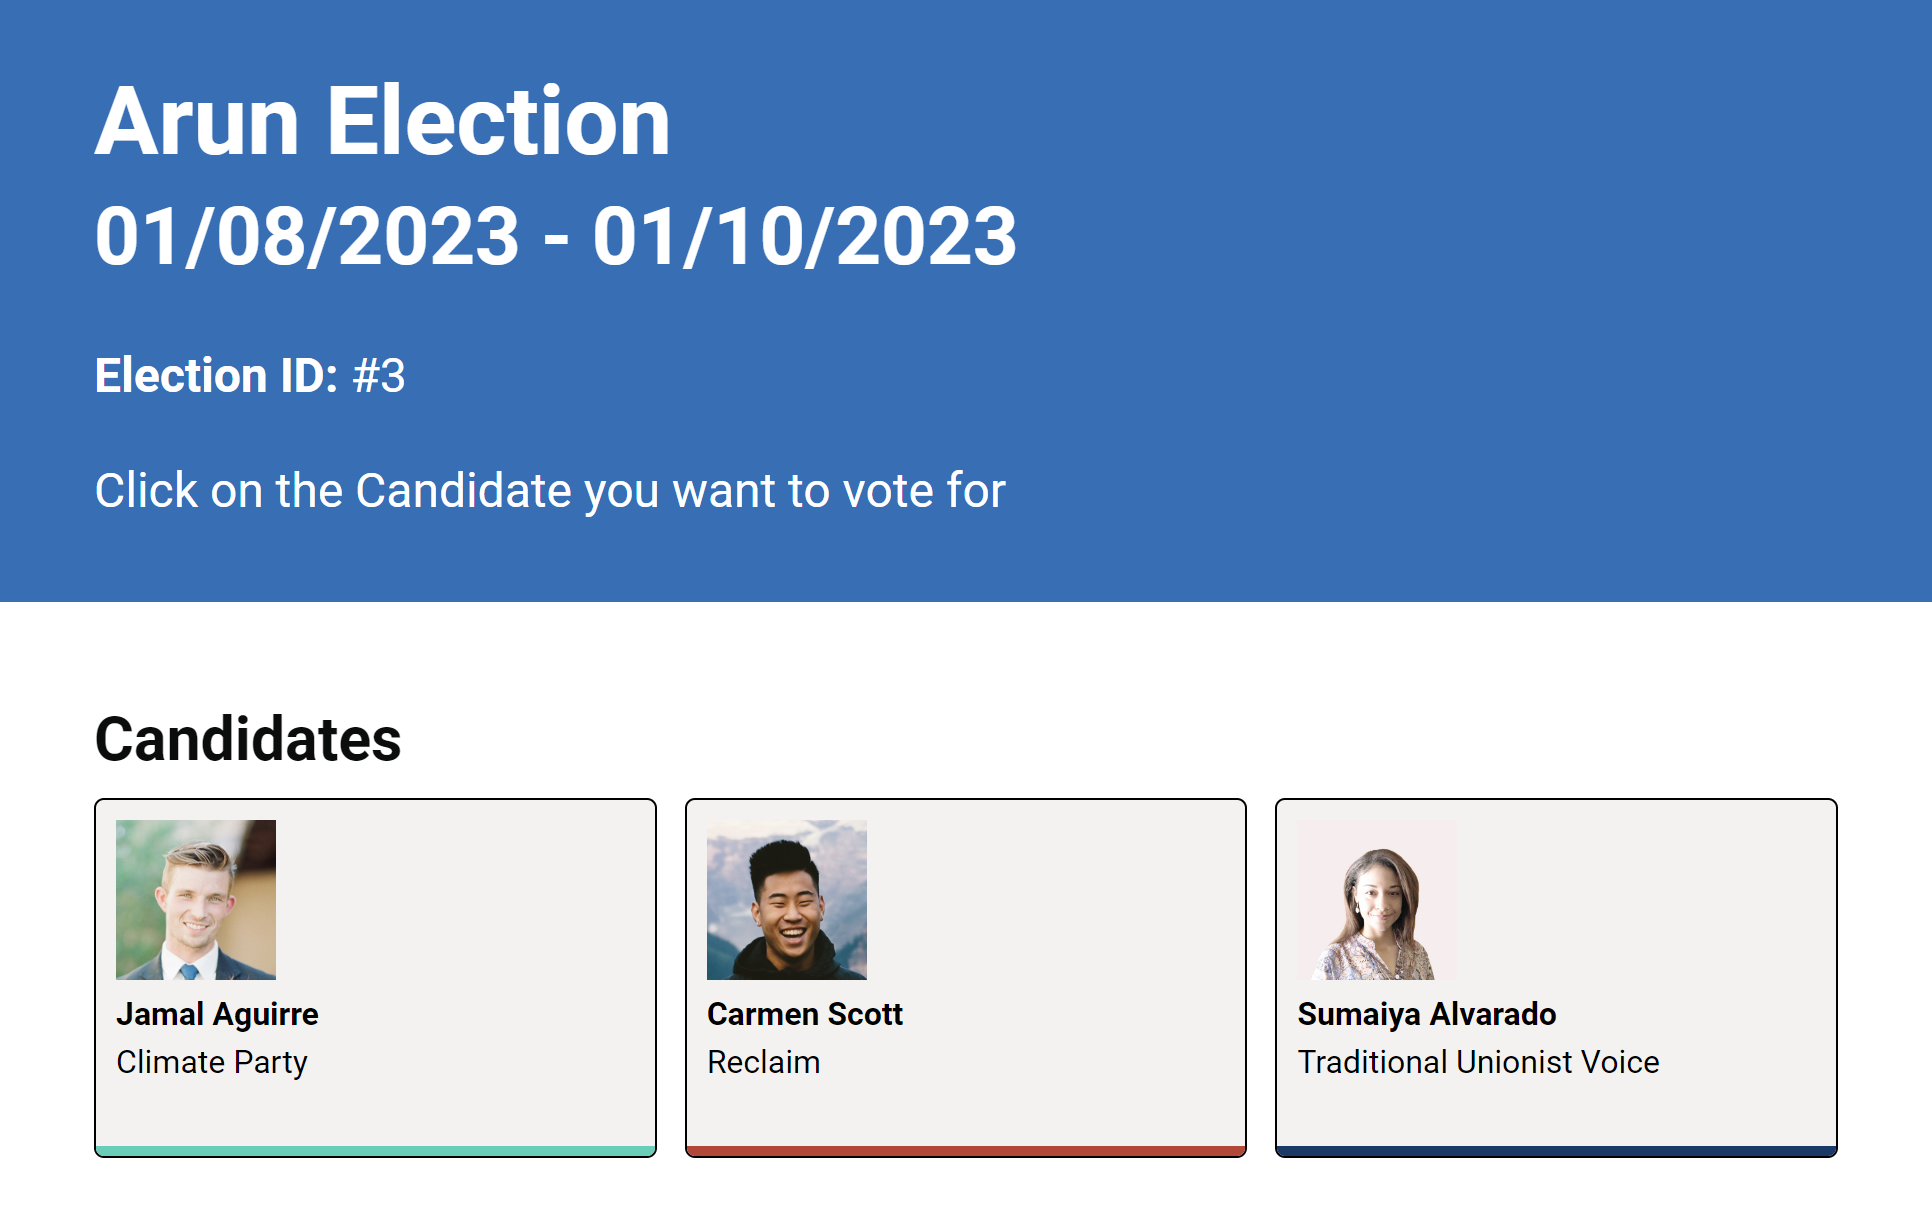 Arun Election
01/08/2023 - 01/10/2023
Election ID: #3
Click on the Candidate you want to vote for
Candidates
Jamal Aguirre
Climate Party
Carmen Scott
Reclaim
Sumaiya Alvarado
Traditional Unionist Voice